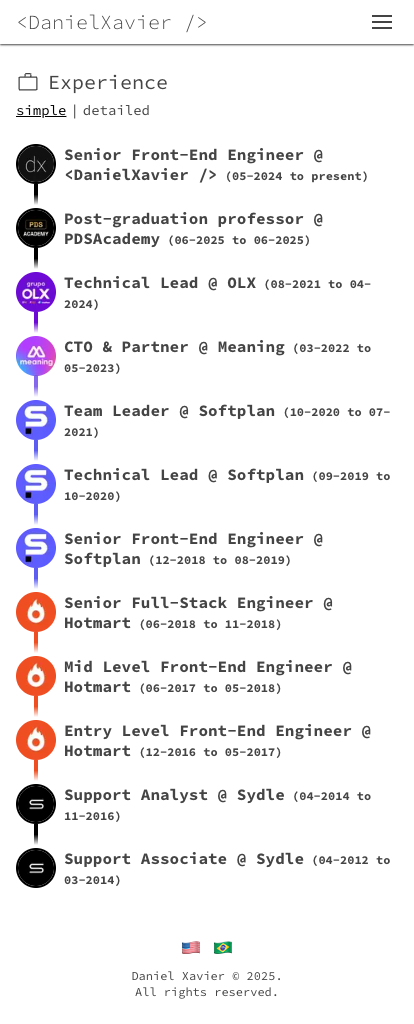 <DanielXavier />
Experience
simple | detailed
dx
Senior Front-End Engineer @
<DanielXavier /> (05-2024 to present)
PDS
ACADEMY
Post-graduation professor @
PDSAcademy (06-2025 to 06-2025)
grupo
OLX
Technical Lead @ OLX (08-2021 to 04-
2024)
meaning
CTO & Partner @ Meaning (03-2022 to
05-2023)
S
Team Leader @ Softplan (10-2020 to 07-
2021)
S
Technical Lead @ Softplan (09-2019 to
10-2020)
S
Senior Front-End Engineer @
Softplan (12-2018 to 08-2019)
Senior Full-Stack Engineer @
Hotmart (06-2018 to 11-2018)
Mid Level Front-End Engineer @
Hotmart (06-2017 to 05-2018)
Entry Level Front-End Engineer @
Hotmart (12-2016 to 05-2017)
S
Support Analyst @ Sydle (04-2014 to
11-2016)
S
Support Associate @ Sydle (04-2012 to
03-2014)
Daniel Xavier © 2025.
All rights reserved.